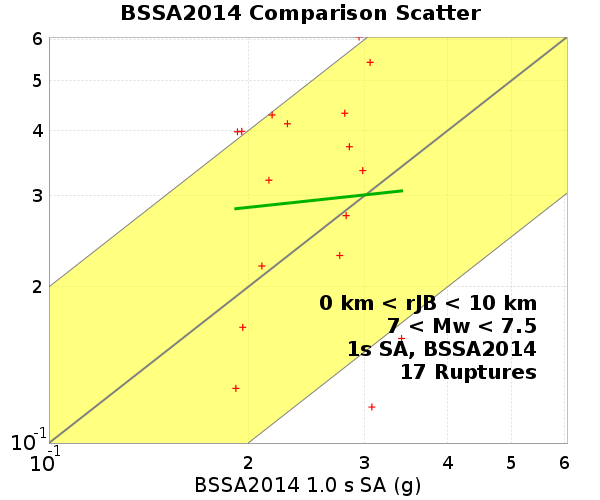 BSSA2014 Comparison Scatter
6
5
4
3
2
10-1
10-1
2
3
4
5
6
0 km < rJB < 10 km
7 < Mw < 7.5
1s SA, BSSA2014
17 Ruptures
BSSA2014 1.0 s SA (g)